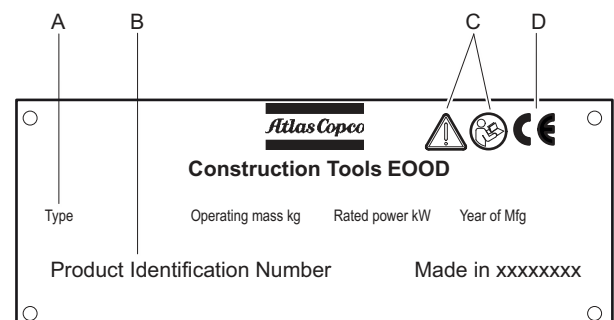 A B C D
Atlas Copco
Construction Tools EOOD
Type Operating mass kg Rated power kW Year of Mfg
Product Identification Number Made in xxxxxxxx